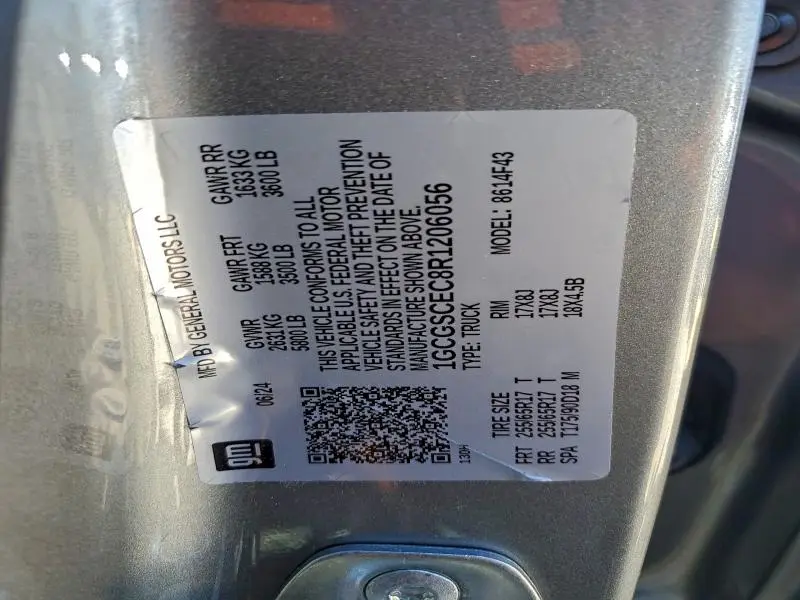 MFD BY GENERAL MOTORS LLC
gm
06/24
GVWR GAWR FRT GAWR RR
2633 KG 1588 KG 1633 KG
5800 LB 3500 LB 3600 LB
THIS VEHICLE CONFORMS TO ALL
APPLICABLE U.S. FEDERAL MOTOR
VEHICLE SAFETY AND THEFT PREVENTION
STANDARDS IN EFFECT ON THE DATE OF
MANUFACTURE SHOWN ABOVE.
1GCGSCEC8R1206056
TYPE: TRUCK
MODEL: 8614F43
TIRE SIZE RIM
FRT 255/65R17 T 17X8J
RR 255/65R17 T 17X8J
SPA T175/90D18 M 18X4.5B